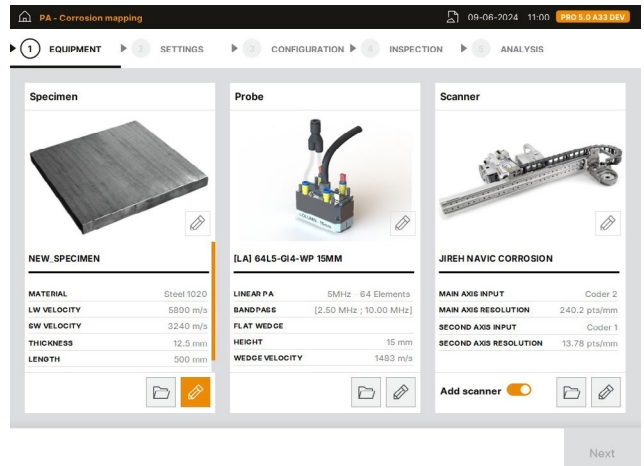 PA - Corrosion mapping
09-06-2024 11:00 PRO 5.0 A33 DEV
1 EQUIPMENT 2 SETTINGS 3 CONFIGURATION 4 INSPECTION 5 ANALYSIS
Specimen
NEW_SPECIMEN
MATERIAL Steel 1020
LW VELOCITY 5890 m/s
SW VELOCITY 3240 m/s
THICKNESS 12.5 mm
LENGTH 500 mm
Probe
[LA] 64L5-GI4-WP 15MM
LINEAR PA 5MHz 64 Elements
BANDPASS [2.50 MHz ; 10.00 MHz]
FLAT WEDGE
HEIGHT 15 mm
WEDGE VELOCITY 1483 m/s
Scanner
JIREH NAVIC CORROSION
MAIN AXIS INPUT Coder 2
MAIN AXIS RESOLUTION 240.2 pts/mm
SECOND AXIS INPUT Coder 1
SECOND AXIS RESOLUTION 13.78 pts/mm
Add scanner
Next